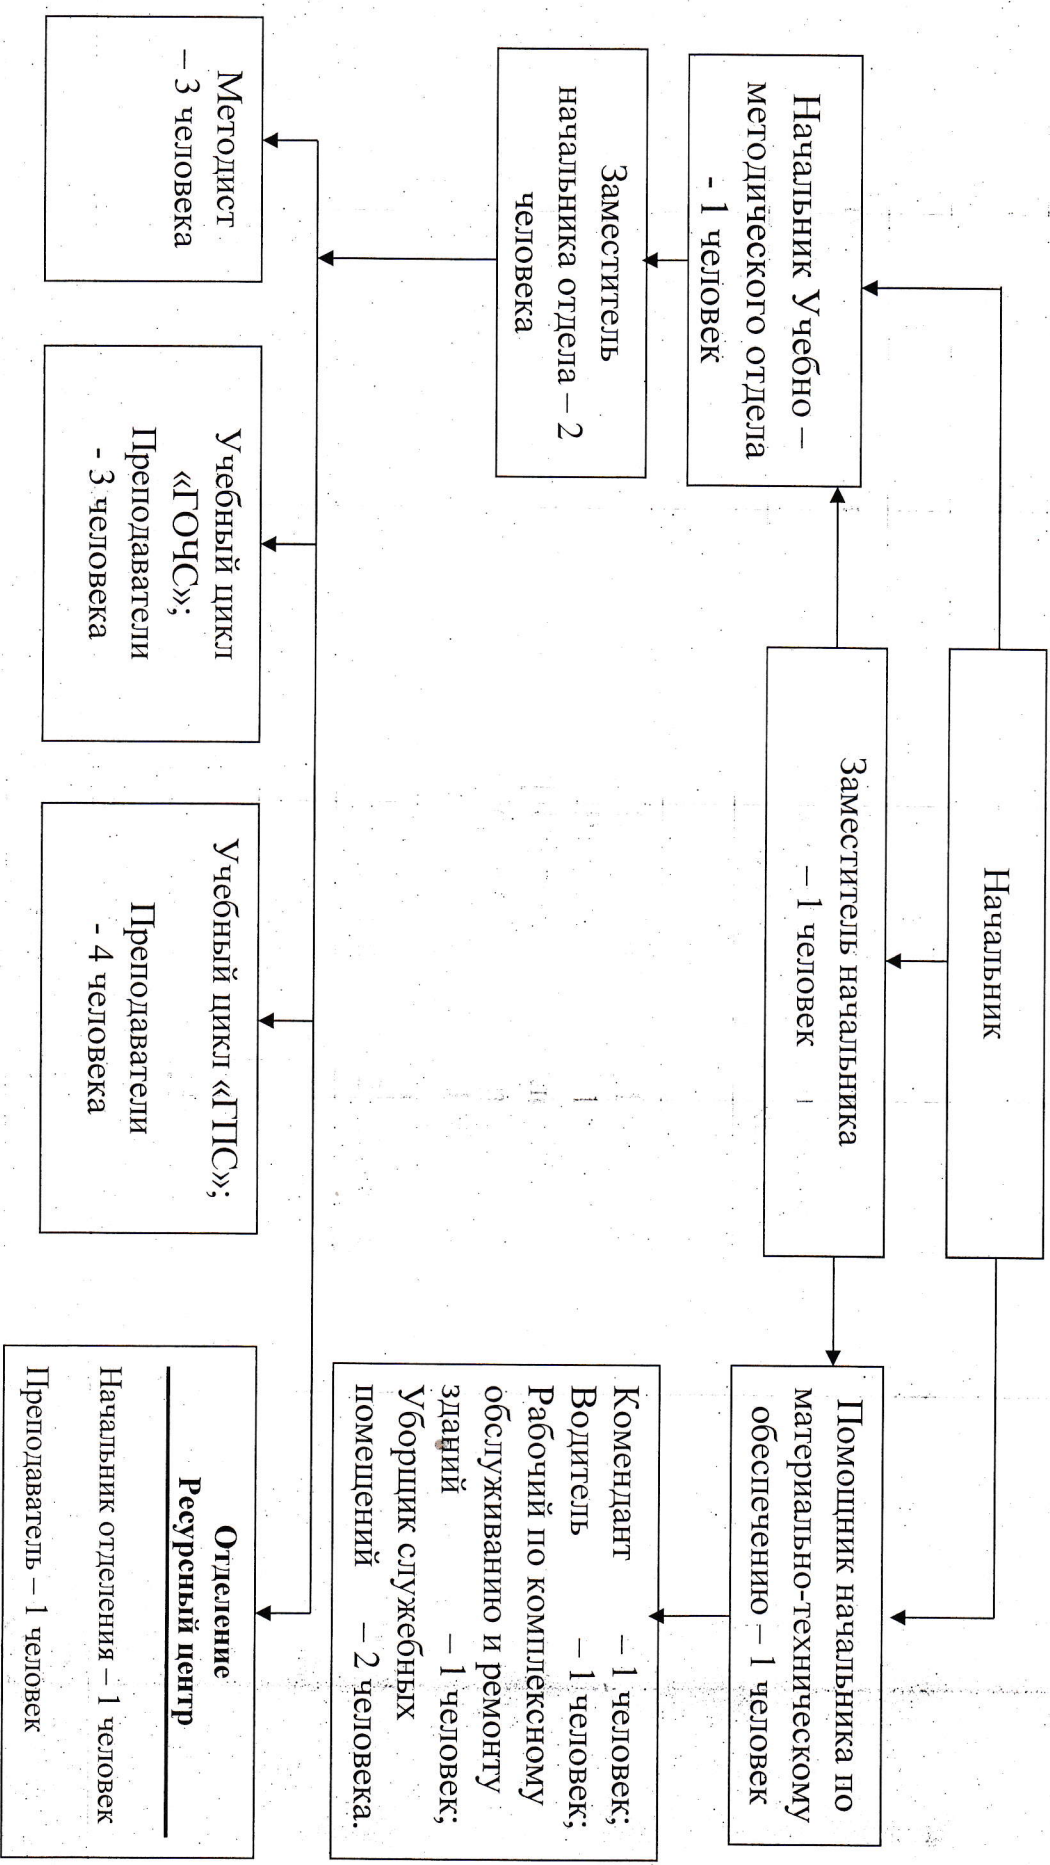 Начальник
Заместитель начальника
– 1 человек
Начальник Учебно –
методического отдела
- 1 человек
Помощник начальника по
материально-техническому
обеспечению – 1 человек
Заместитель
начальника отдела – 2
человека
Комендант – 1 человек;
Водитель – 1 человек;
Рабочий по комплексному
обслуживанию и ремонту
зданий – 1 человек;
Уборщик служебных
помещений – 2 человека.
Методист
– 3 человека
Учебный цикл
«ГОЧС»;
Преподаватели
- 3 человека
Учебный цикл «ГПС»;
Преподаватели
- 4 человека
Отделение
Ресурсный центр
Начальник отделения – 1 человек
Преподаватель – 1 человек